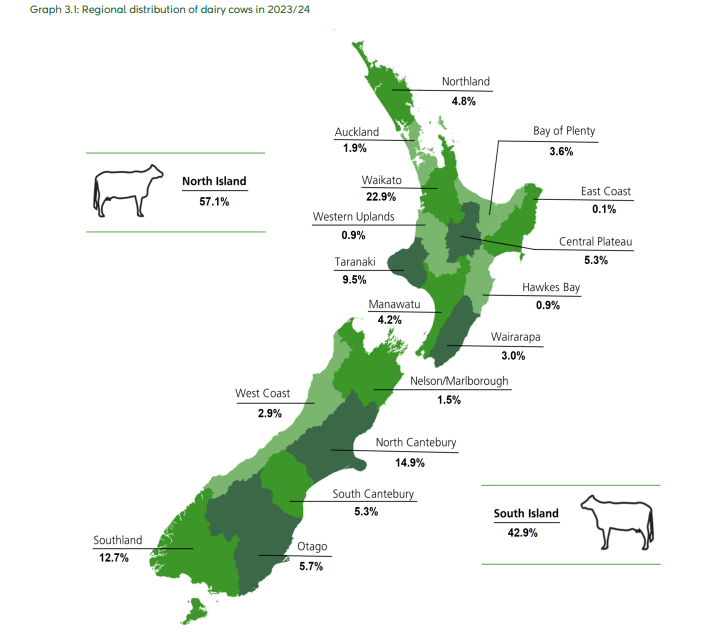 Graph 3.1: Regional distribution of dairy cows in 2023/24
Northland
4.8%
Auckland
1.9%
Bay of Plenty
3.6%
North Island
57.1%
Waikato
22.9%
East Coast
0.1%
Western Uplands
0.9%
Central Plateau
5.3%
Taranaki
9.5%
Hawkes Bay
0.9%
Manawatu
4.2%
Wairarapa
3.0%
Nelson/Marlborough
1.5%
West Coast
2.9%
North Cantebury
14.9%
South Cantebury
5.3%
South Island
42.9%
Southland
12.7%
Otago
5.7%